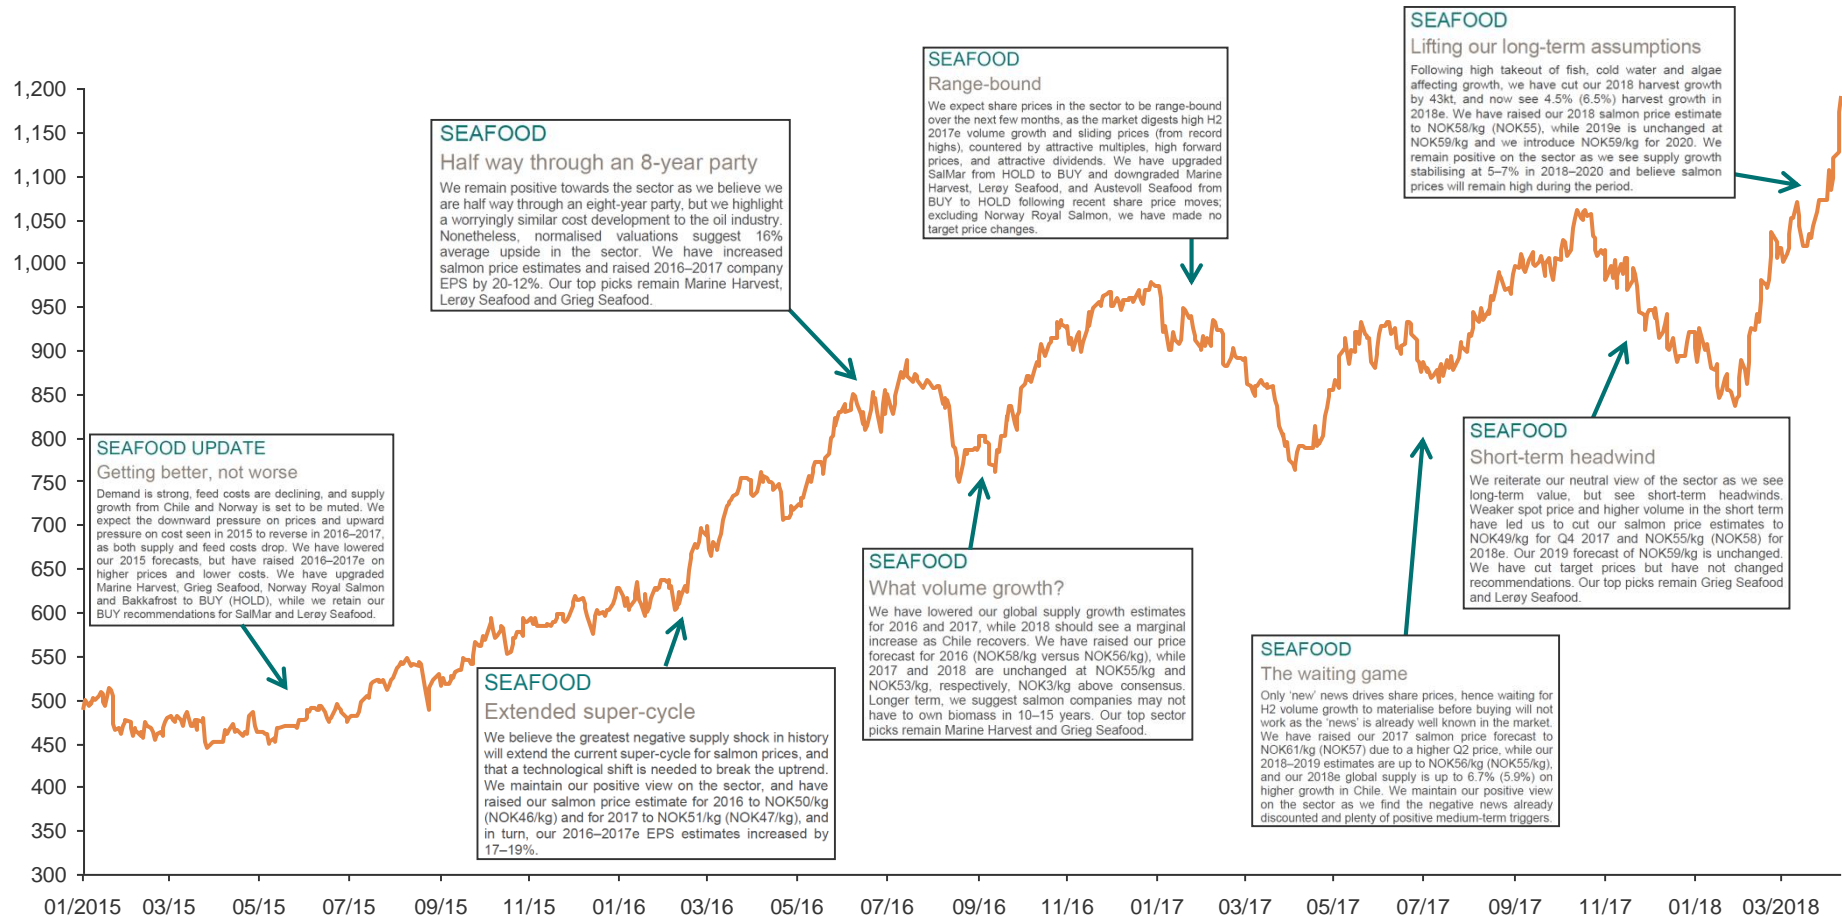 SEAFOOD
Lifting our long-term assumptions
Following high takeout of fish, cold water and algae
affecting growth, we have cut our 2018 harvest growth
by 43kt, and now see 4.5% (6.5%) harvest growth in
2018e. We have raised our 2018 salmon price estimate
to NOK58/kg (NOK55), while 2019e is unchanged at
NOK59/kg and we introduce NOK59/kg for 2020. We
remain positive on the sector as we see supply growth
stabilising at 5–7% in 2018–2020 and believe salmon
prices will remain high during the period.
SEAFOOD
Range-bound
We expect share prices in the sector to be range-bound
over the next few months, as the market digests high H2
2017e volume growth and sliding prices (from record
highs), countered by attractive multiples, high forward
prices, and attractive dividends. We have upgraded
SalMar from HOLD to BUY and downgraded Marine
Harvest, Lerøy Seafood, and Austevoll Seafood from
BUY to HOLD following recent share price moves;
excluding Norway Royal Salmon, we have made no
target price changes.
SEAFOOD
Half way through an 8-year party
We remain positive towards the sector as we believe we
are half way through an eight-year party, but we highlight
a worryingly similar cost development to the oil industry.
Nonetheless, normalised valuations suggest 16%
average upside in the sector. We have increased
salmon price estimates and raised 2016–2017 company
EPS by 20-12%. Our top picks remain Marine Harvest,
Lerøy Seafood and Grieg Seafood.
SEAFOOD UPDATE
Getting better, not worse
Demand is strong, feed costs are declining, and supply
growth from Chile and Norway is set to be muted. We
expect the downward pressure on prices and upward
pressure on cost seen in 2015 to reverse in 2016–2017,
as both supply and feed costs drop. We have lowered
our 2015 forecasts, but have raised 2016–2017e on
higher prices and lower costs. We have upgraded
Marine Harvest, Grieg Seafood, Norway Royal Salmon
and Bakkafrost to BUY (HOLD), while we retain our
BUY recommendations for SalMar and Lerøy Seafood.
SEAFOOD
Short-term headwind
We reiterate our neutral view of the sector as we see
long-term value, but see short-term headwinds.
Weaker spot price and higher volume in the short term
have led us to cut our salmon price estimates to
NOK49/kg for Q4 2017 and NOK55/kg (NOK58) for
2018e. Our 2019 forecast of NOK59/kg is unchanged.
We have cut target prices but have not changed
recommendations. Our top picks remain Grieg Seafood
and Lerøy Seafood.
SEAFOOD
What volume growth?
We have lowered our global supply growth estimates
for 2016 and 2017, while 2018 should see a marginal
increase as Chile recovers. We have raised our price
forecast for 2016 (NOK58/kg versus NOK56/kg), while
2017 and 2018 are unchanged at NOK55/kg and
NOK53/kg, respectively, NOK3/kg above consensus.
Longer term, we suggest salmon companies may not
have to own biomass in 10–15 years. Our top sector
picks remain Marine Harvest and Grieg Seafood.
SEAFOOD
The waiting game
Only 'new' news drives share prices, hence waiting for
H2 volume growth to materialise before buying will not
work as the 'news' is already well known in the market.
We have raised our 2017 salmon price forecast to
NOK61/kg (NOK57) due to a higher Q2 price, while our
2018–2019 estimates are up to NOK56/kg (NOK55/kg),
and our 2018e global supply is up to 6.7% (5.9%) on
higher growth in Chile. We maintain our positive view
on the sector as we find the negative news already
discounted and plenty of positive medium-term triggers.
SEAFOOD
Extended super-cycle
We believe the greatest negative supply shock in history
will extend the current super-cycle for salmon prices, and
that a technological shift is needed to break the uptrend.
We maintain our positive view on the sector, and have
raised our salmon price estimate for 2016 to NOK50/kg
(NOK46/kg) and for 2017 to NOK51/kg (NOK47/kg), and
in turn, our 2016–2017e EPS estimates increased by
17–19%.
1,200
1,150
1,100
1,050
1,000
950
900
850
800
750
700
650
600
550
500
450
400
350
300
01/2015 03/15 05/15 07/15 09/15 11/15 01/16 03/16 05/16 07/16 09/16 11/16 01/17 03/17 05/17 07/17 09/17 11/17 01/18 03/2018